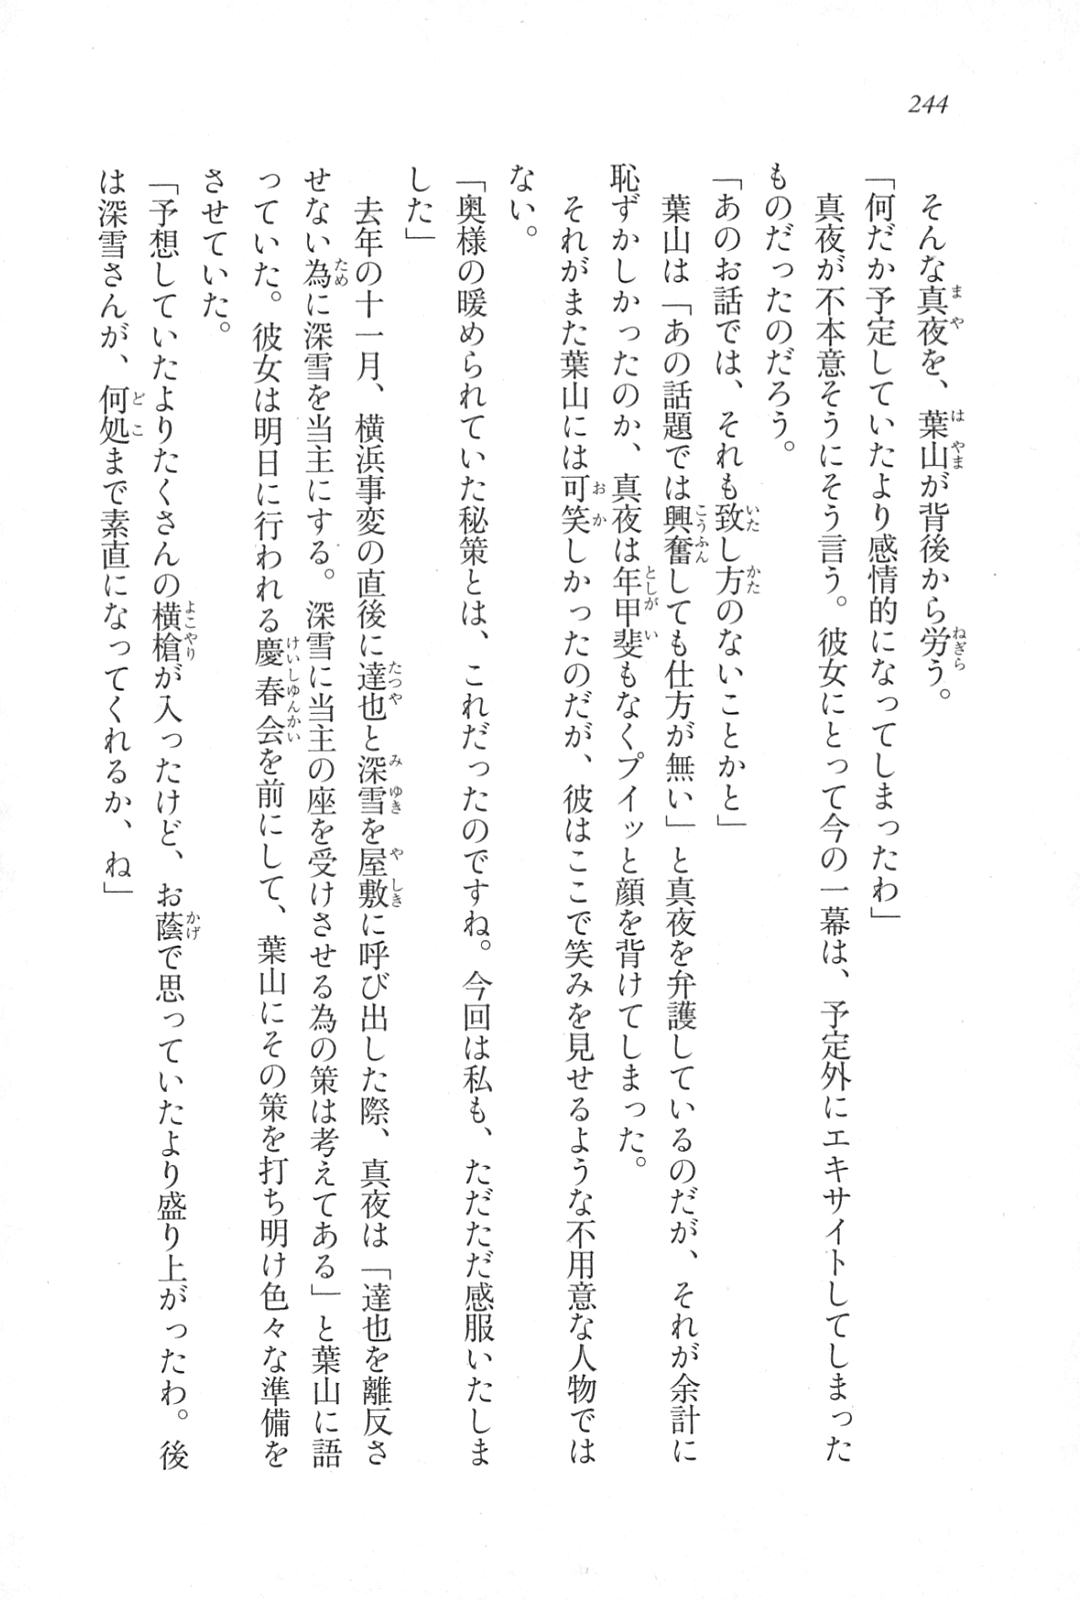 244
そんな真夜を、葉山が背後から労う。
「何だか予定していたより感情的になってしまったわ」
真夜が不本意そうにそう言う。彼女にとって今の一幕は、予定外にエキサイトしてしまった
ものだったのだろう。
「あのお話では、それも致し方のないことかと」
葉山は「あの話題では興奮しても仕方が無い」と真夜を弁護しているのだが、それが余計に
恥ずかしかったのか、真夜は年甲斐もなくプイッと顔を背けてしまった。
それがまた葉山には可笑しかったのだが、彼はここで笑みを見せるような不用意な人物では
ない。
「奥様の暖められていた秘策とは、これだったのですね。今回は私も、ただただ感服いたしま
した」
去年の十一月、横浜事変の直後に達也と深雪を屋敷に呼び出した際、真夜は「達也を離反さ
せない為に深雪を当主にする。深雪に当主の座を受けさせる為の策は考えてある」と葉山に語
っていた。彼女は明日に行われる慶春会を前にして、葉山にその策を打ち明け色々な準備を
させていた。
「予想していたよりたくさんの横槍が入ったけど、お蔭で思っていたより盛り上がったわ。後
は深雪さんが、何処まで素直になってくれるか、ね」